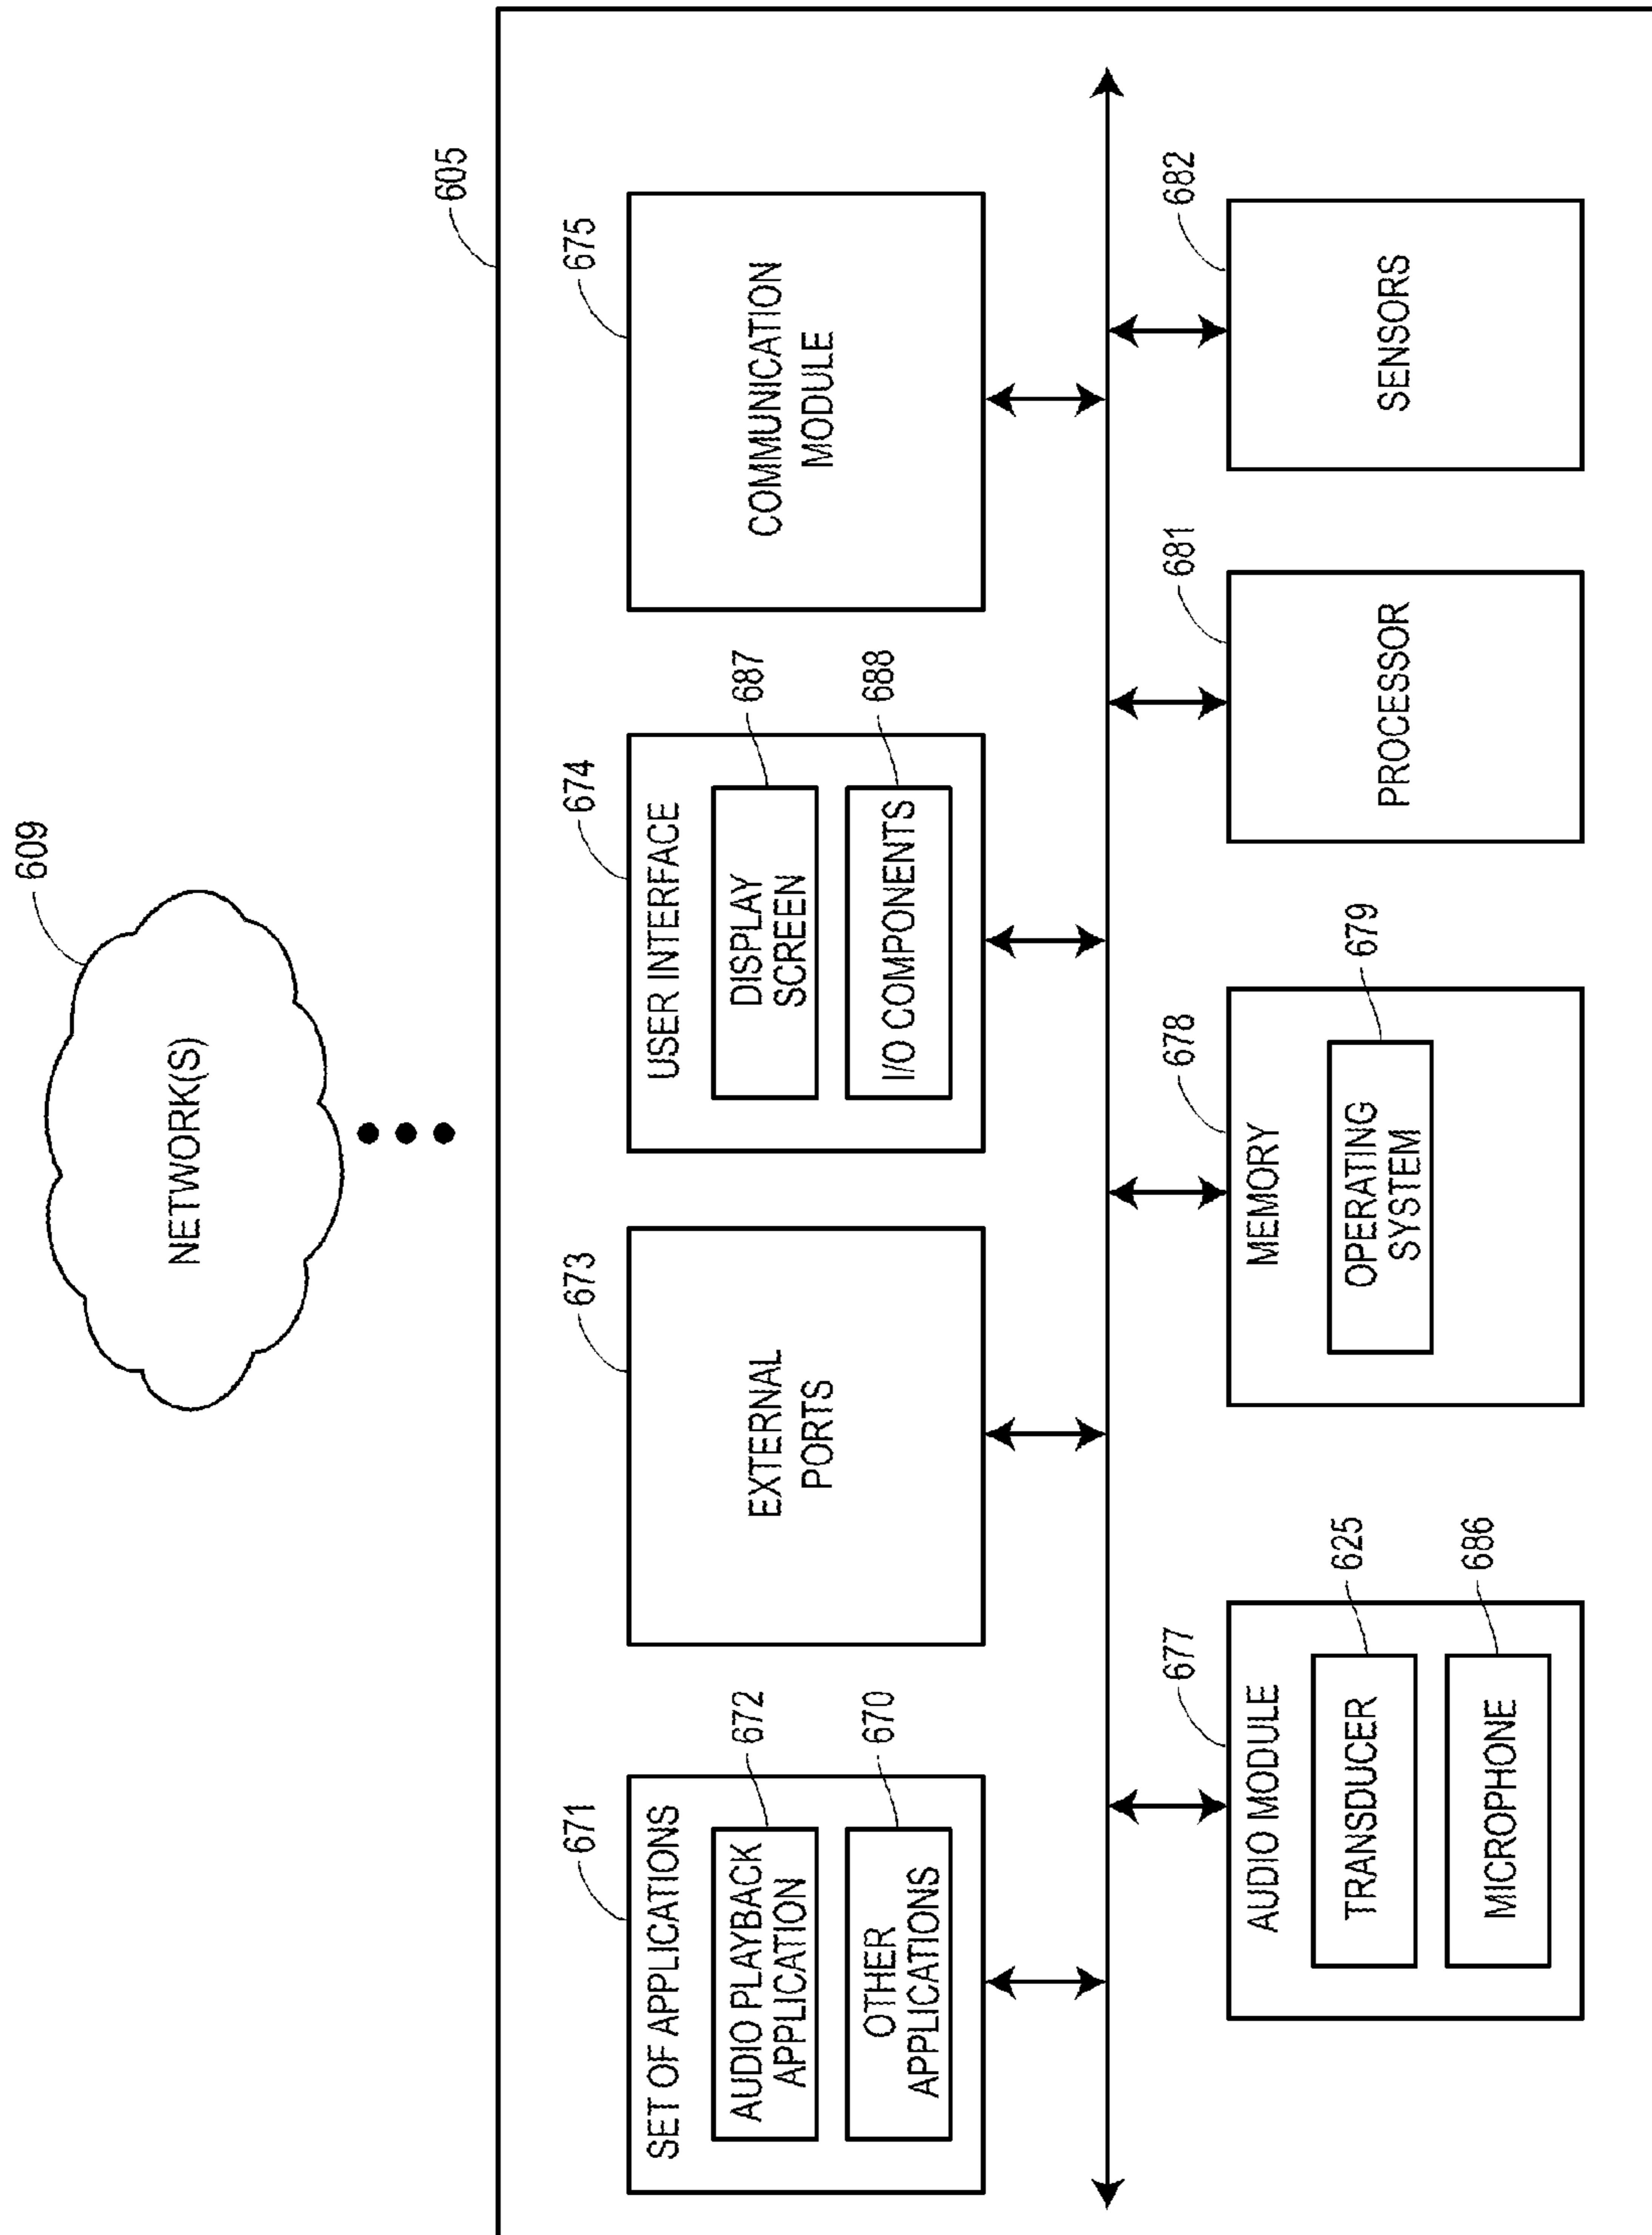 609
NETWORK(S)
605
671
SET OF APPLICATIONS
672
AUDIO PLAYBACK
APPLICATION
670
OTHER
APPLICATIONS
673
EXTERNAL
PORTS
674
USER INTERFACE
687
DISPLAY
SCREEN
688
I/O COMPONENTS
675
COMMUNICATION
MODULE
677
AUDIO MODULE
625
TRANSDUCER
686
MICROPHONE
678
MEMORY
679
OPERATING
SYSTEM
681
PROCESSOR
682
SENSORS